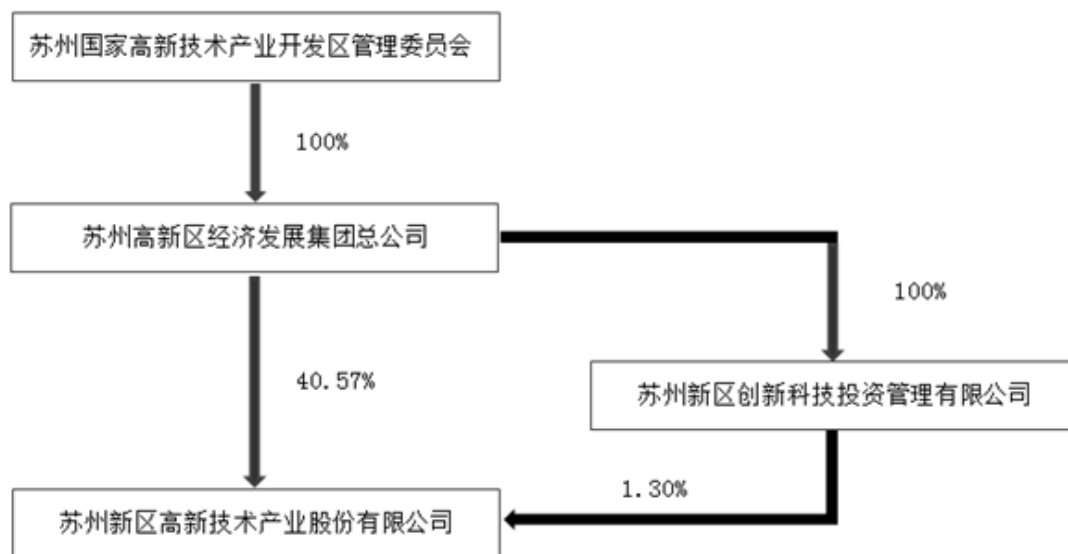 苏州国家高新技术产业开发区管理委员会
100%
苏州高新区经济发展集团总公司
100%
40.57%
苏州新区创新科技投资管理有限公司
1.30%
苏州新区高新技术产业股份有限公司